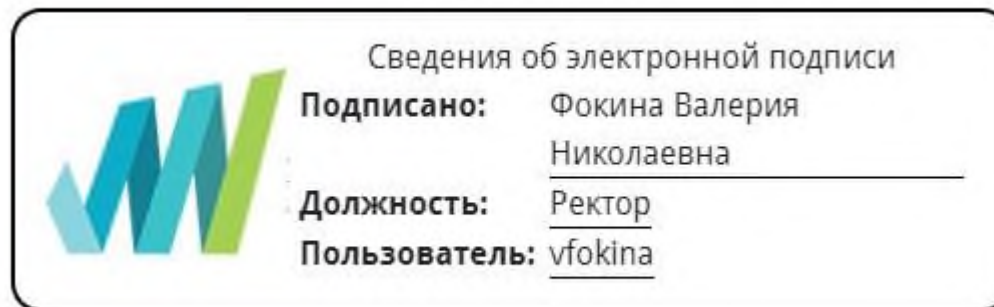 Сведения об электронной подписи
Подписано: Фокина Валерия
Николаевна
Должность: Ректор
Пользователь: vfokina